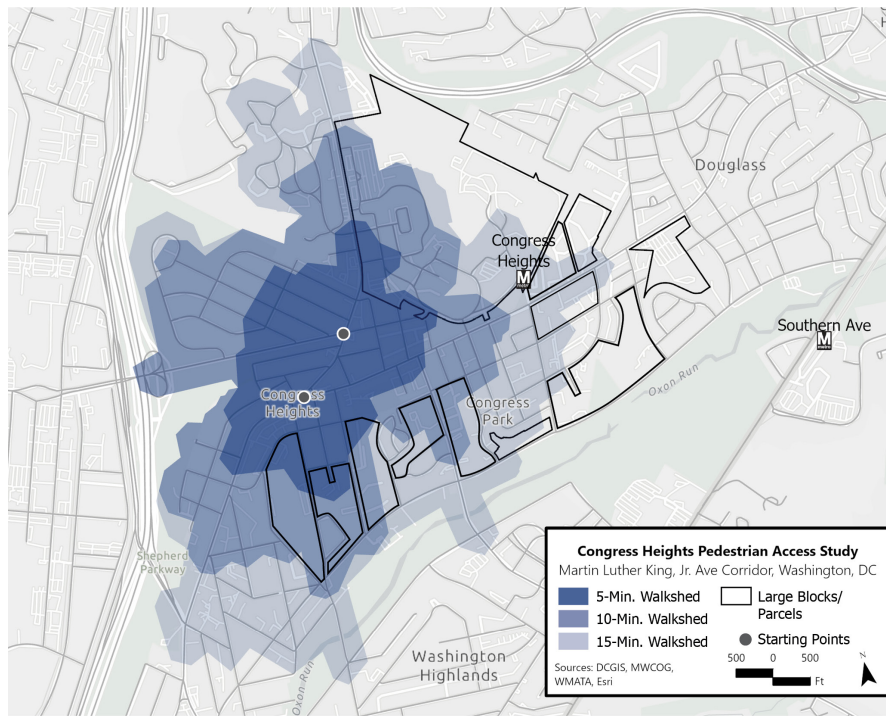 Douglass
Congress
Heights
M
Southern Ave
M
Oxon Run
Congress
Heights
Congress
Park
Shepherd
Parkway
Oxon Run
Washington
Highlands
Congress Heights Pedestrian Access Study
Martin Luther King, Jr. Ave Corridor, Washington, DC
5-Min. Walkshed
10-Min. Walkshed
15-Min. Walkshed
Large Blocks/
Parcels
Starting Points
Sources: DCGIS, MWCOG,
WMATA, Esri
500 0 500
Ft
N